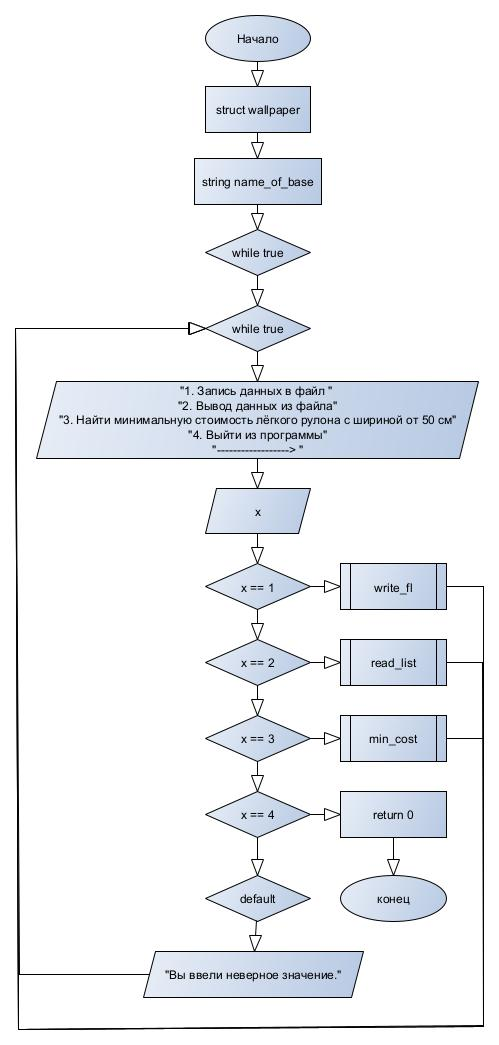 Начало
struct wallpaper
string name_of_base
while true
while true
"1. Запись данных в файл "
"2. Вывод данных из файла"
"3. Найти минимальную стоимость лёгкого рулона с шириной от 50 см"
"4. Выйти из программы"
"------------------> "
x
x == 1
write_fl
x == 2
read_list
x == 3
min_cost
x == 4
return 0
default
конец
"Вы ввели неверное значение."